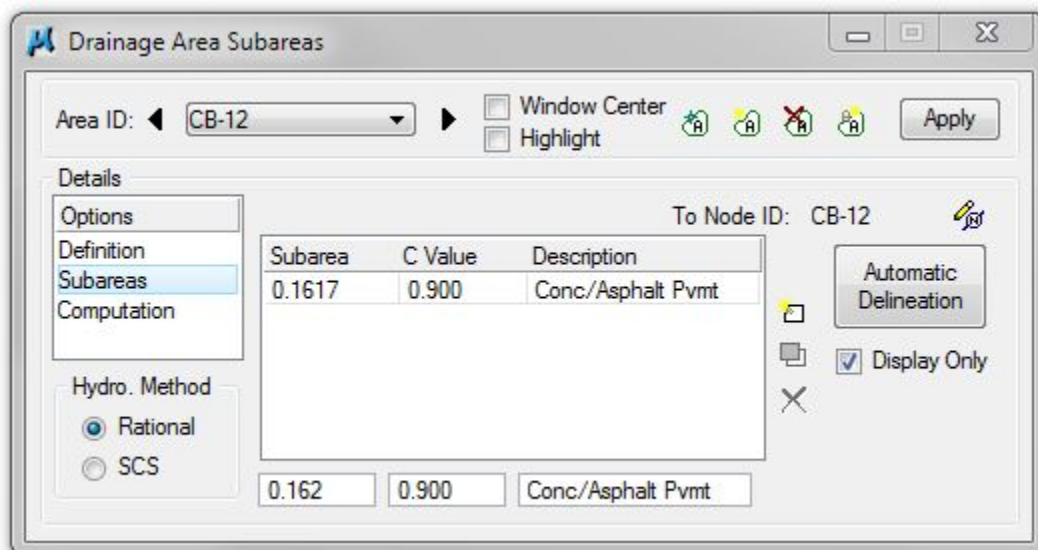 Drainage Area Subareas
Area ID: CB-12
Window Center
Highlight
Apply
Details
Options
Definition
Subareas
Computation
To Node ID: CB-12
Subarea C Value Description
0.1617 0.900 Conc/Asphalt Pvmt
Automatic
Delineation
Display Only
Hydro. Method
Rational
SCS
0.162 0.900 Conc/Asphalt Pvmt